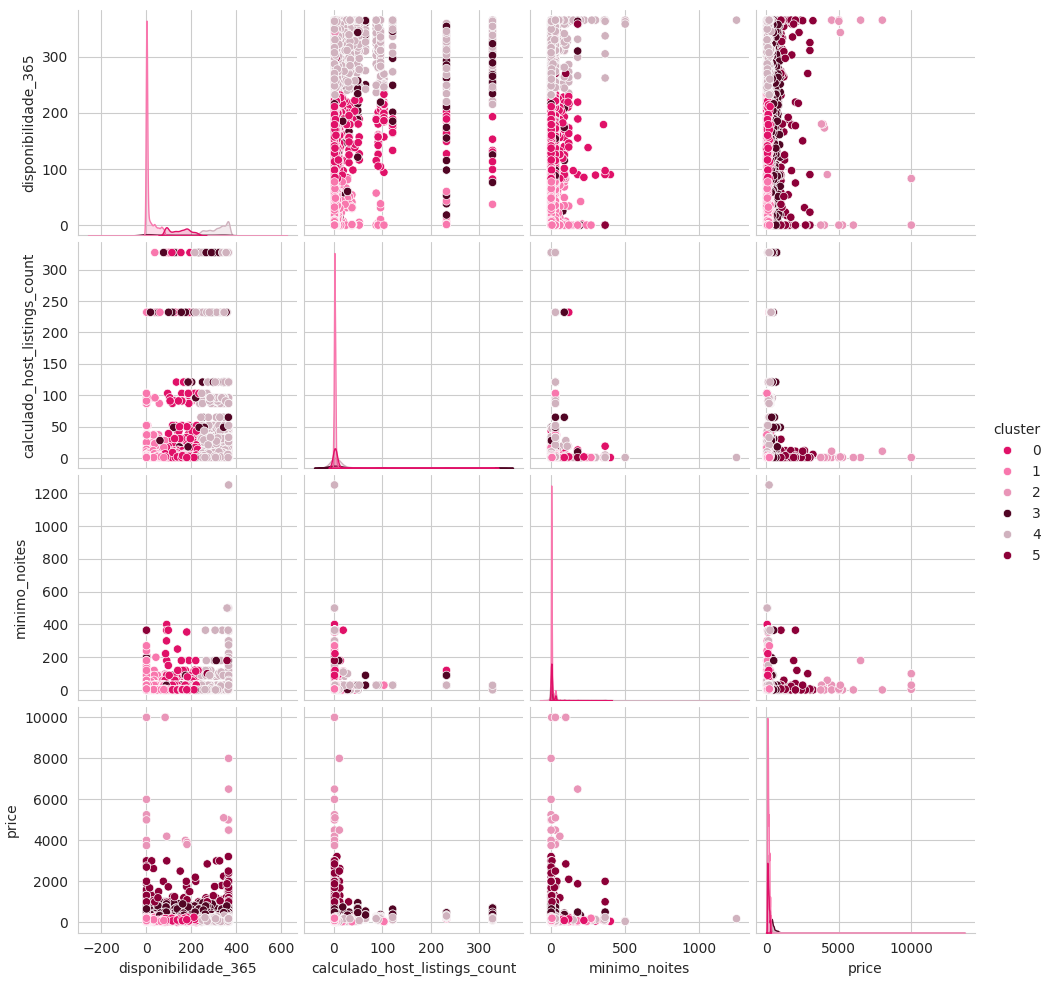 disponibilidade_365
300
200
100
0
calculado_host_listings_count
300
250
200
150
100
50
0
minimo_noites
1200
1000
800
600
400
200
0
price
10000
8000
6000
4000
2000
0
−200 0 200 400 600
disponibilidade_365
0 100 200 300
calculado_host_listings_count
0 500 1000
minimo_noites
0 5000 10000
price
cluster
0
1
2
3
4
5